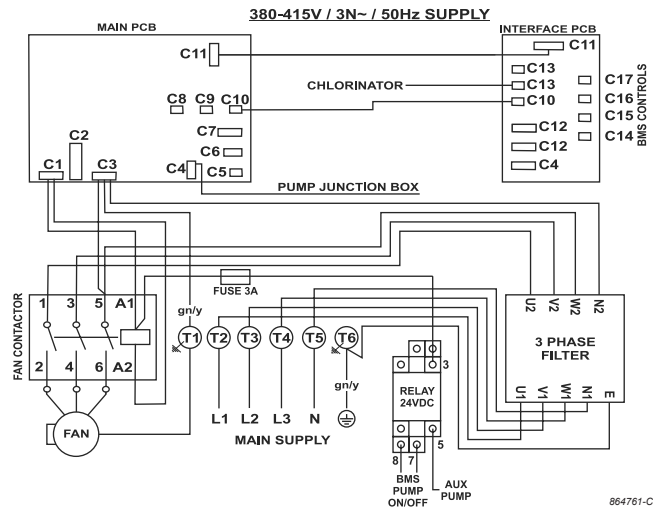 380-415V / 3N~ / 50Hz SUPPLY
MAIN PCB
INTERFACE PCB
C11
C11
C13
CHLORINATOR
C13
C17
C8
C9
C10
C10
C16
C15
C7
C12
C14
C2
C6
C12
C1
C3
C4
C5
C4
BMS CONTROLS
PUMP JUNCTION BOX
FUSE 3A
gn/y
1
3
5
A1
FAN CONTACTOR
2
4
6
A2
T1
T2
T3
T4
T5
T6
gn/y
L1
L2
L3
N
MAIN SUPPLY
FAN
U2
V2
W2
N2
3 PHASE
FILTER
U1
V1
W1
N1
E
3
RELAY
24VDC
5
8
7
BMS
PUMP
ON/OFF
AUX
PUMP
864761-C